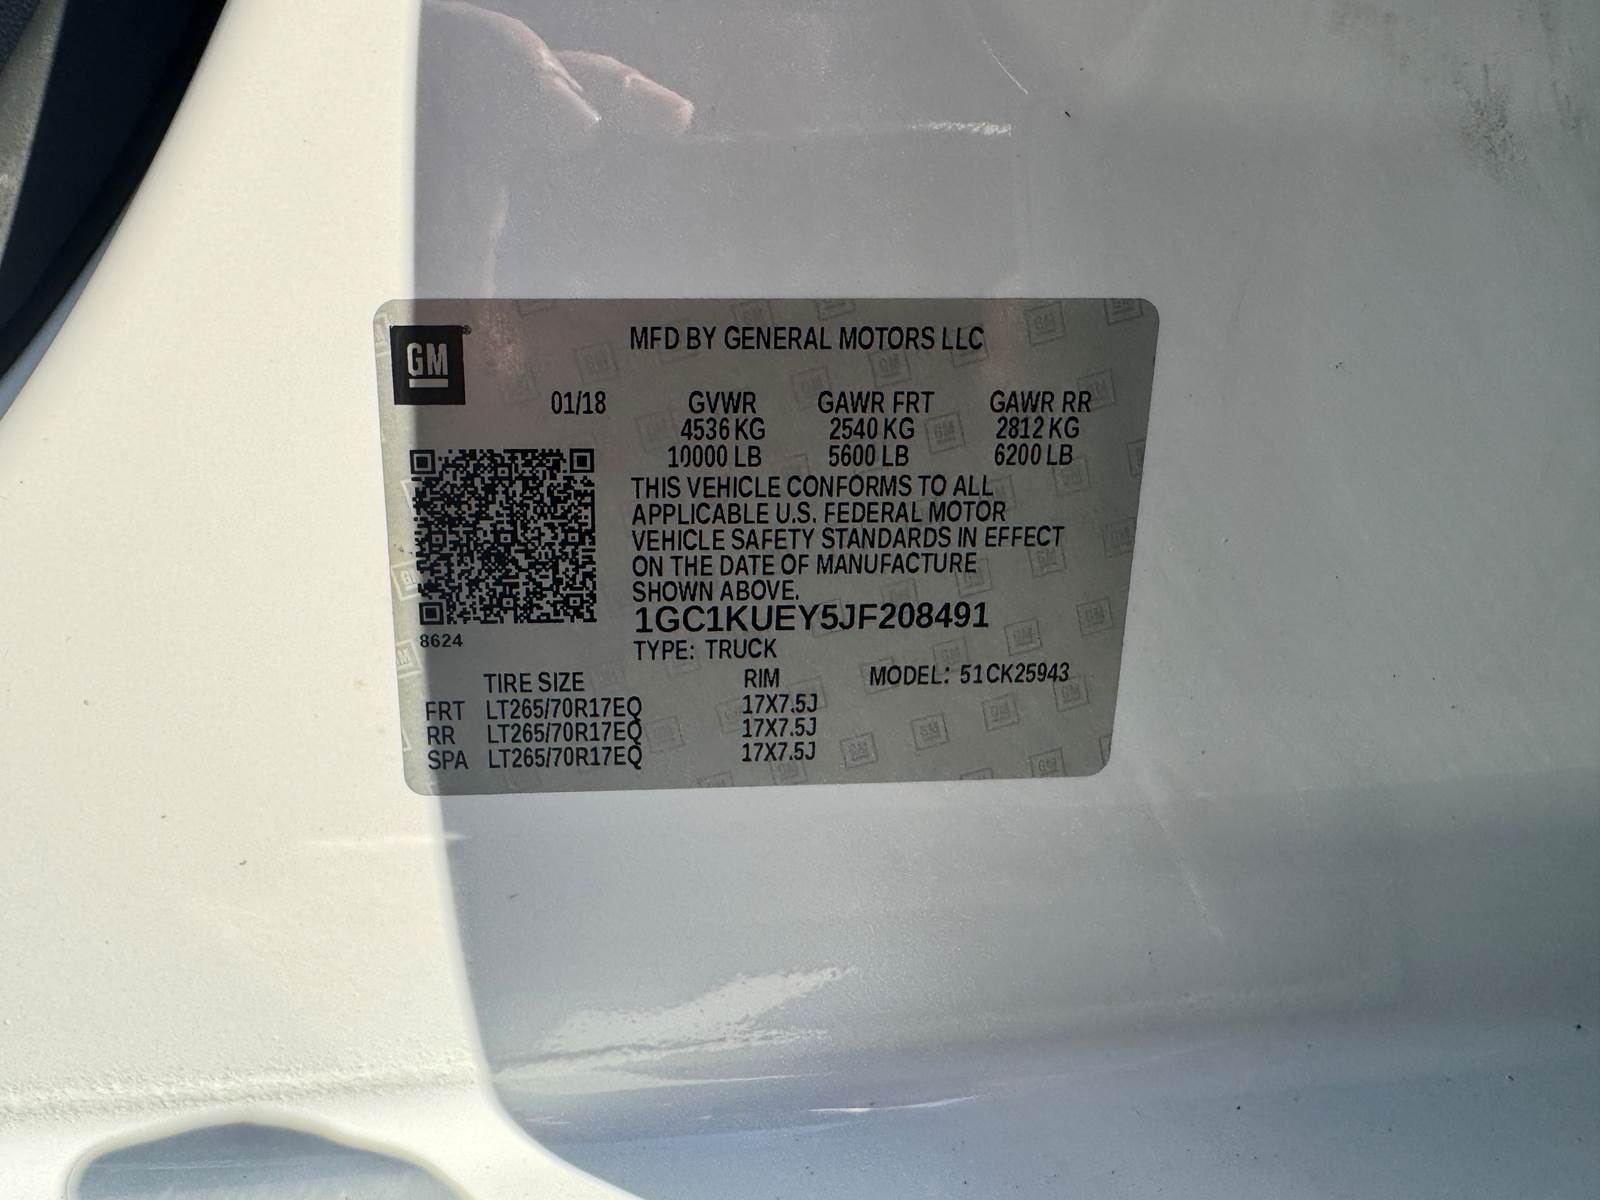 GM
MFD BY GENERAL MOTORS LLC
01/18 GVWR GAWR FRT GAWR RR
4536 KG 2540 KG 2812 KG
10000 LB 5600 LB 6200 LB
THIS VEHICLE CONFORMS TO ALL
APPLICABLE U.S. FEDERAL MOTOR
VEHICLE SAFETY STANDARDS IN EFFECT
ON THE DATE OF MANUFACTURE
SHOWN ABOVE.
1GC1KUEY5JF208491
8624
TYPE: TRUCK
TIRE SIZE RIM MODEL: 51CK25943
FRT LT265/70R17EQ 17X7.5J
RR LT265/70R17EQ 17X7.5J
SPA LT265/70R17EQ 17X7.5J